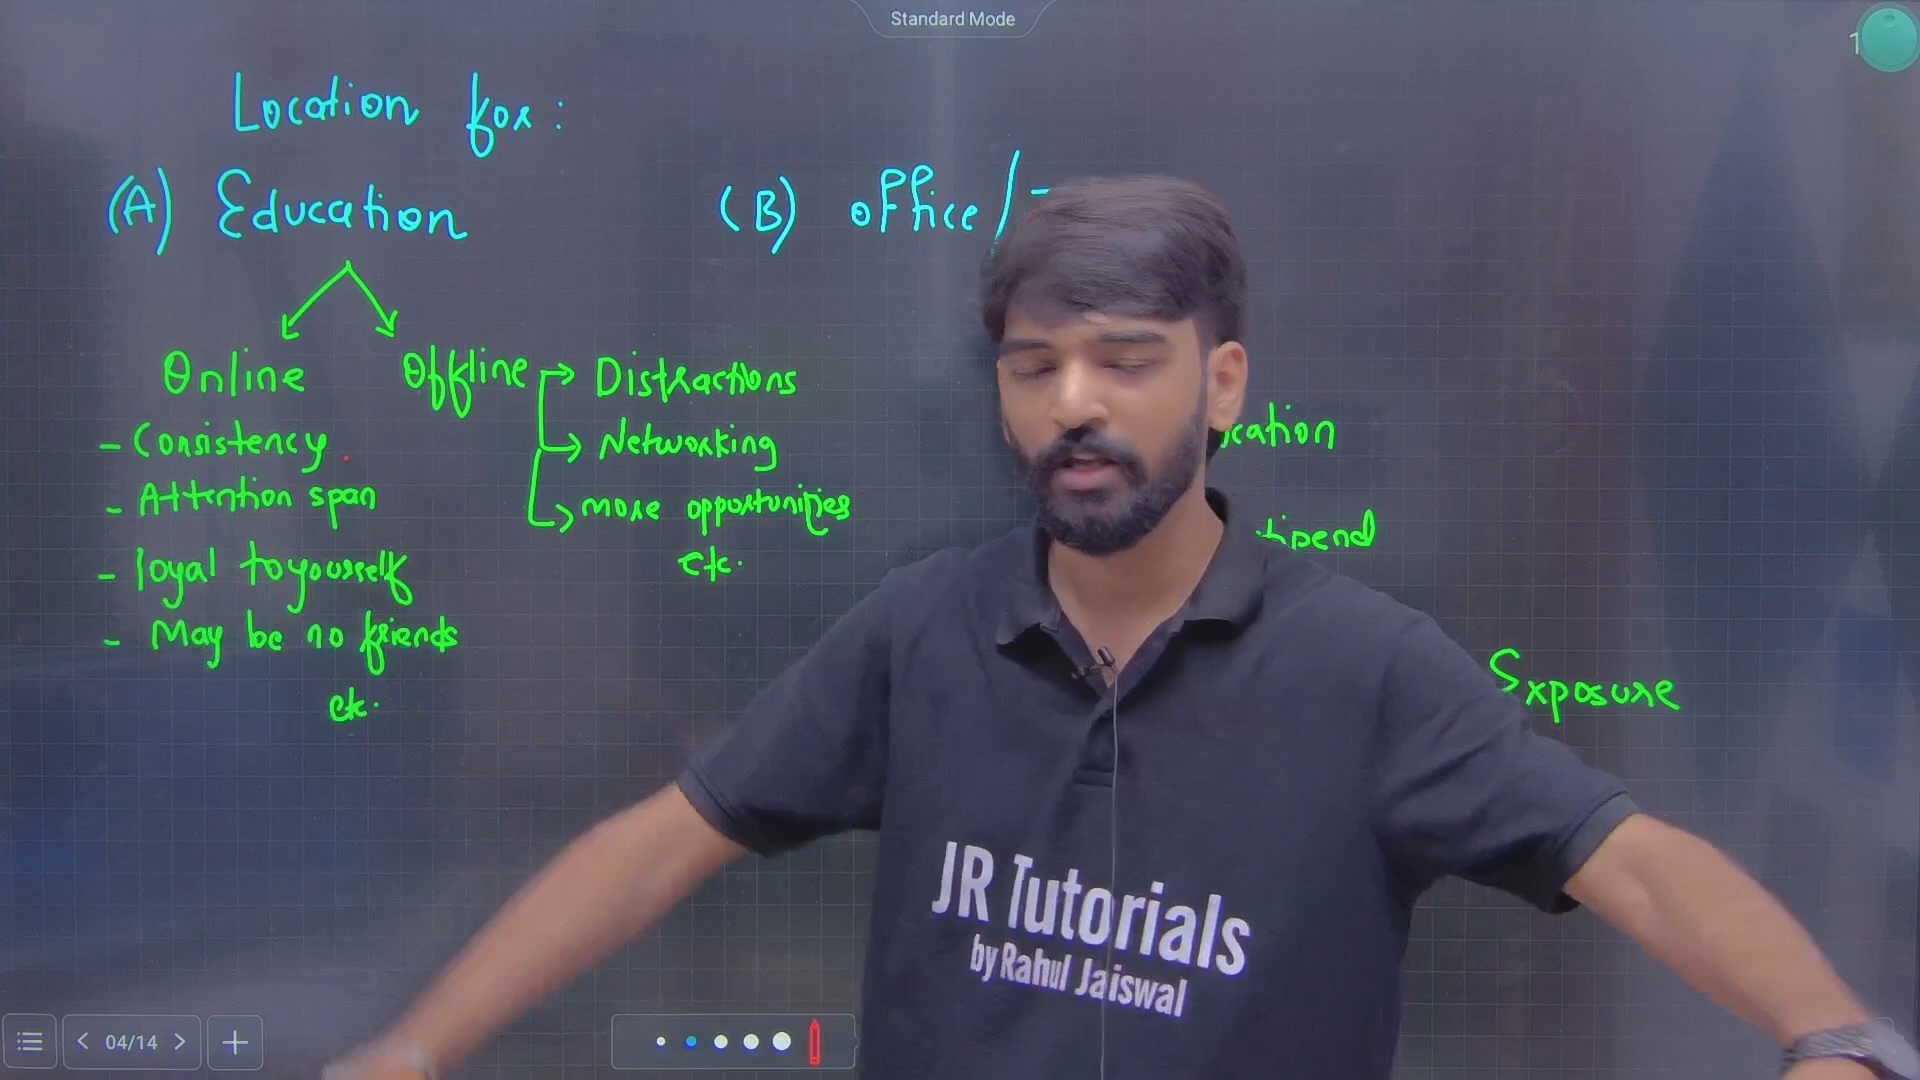 Standard Mode
1
Location for:
(A) Education
(B) office/
Online
Offline
Distractions
Networking
more opportunities
etc.
- Consistency
- Attention span
- loyal to yourself
- May be no friends
etc.
Exposure
JR Tutorials
by Rahul Jaiswal
04/14